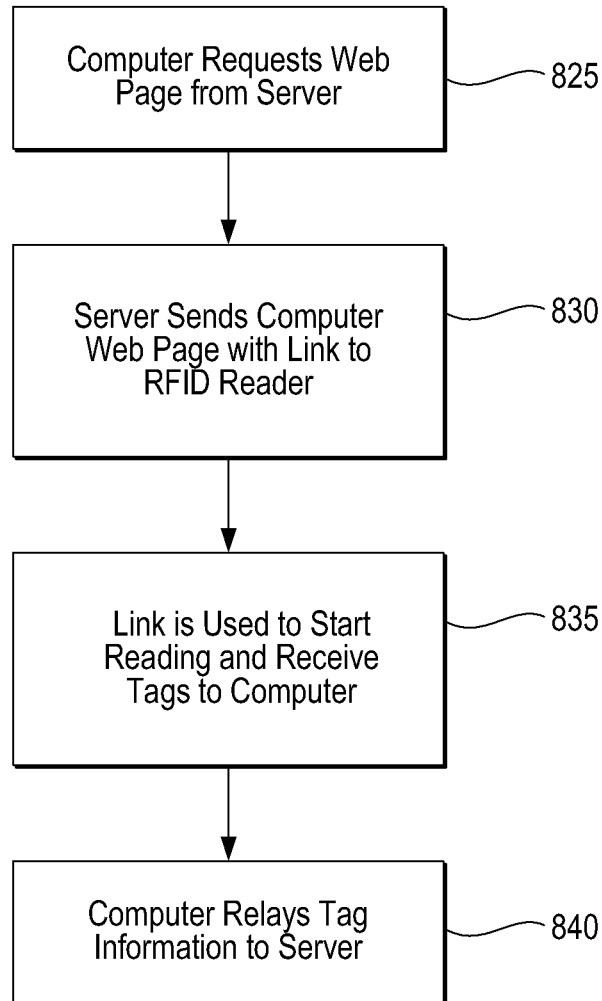 Computer Requests Web
Page from Server
825
Server Sends Computer
Web Page with Link to
RFID Reader
830
Link is Used to Start
Reading and Receive
Tags to Computer
835
Computer Relays Tag
Information to Server
840